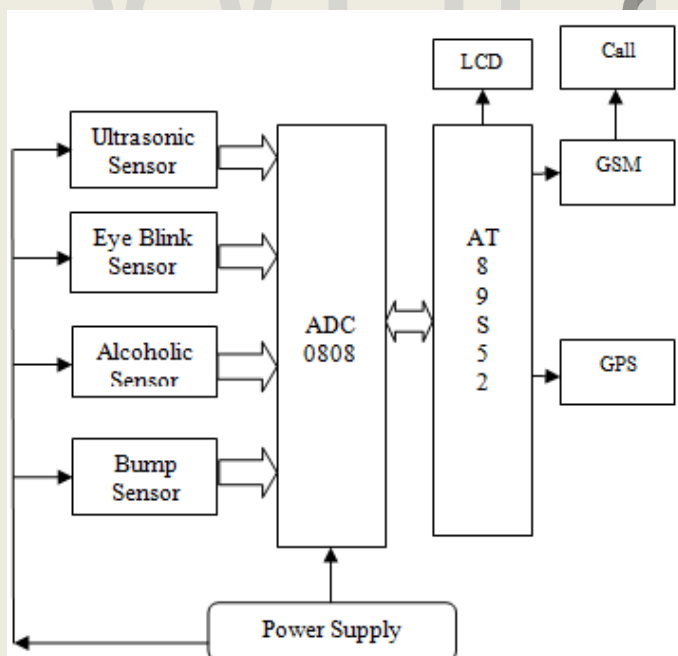 LCD
Call
Ultrasonic
Sensor
GSM
Eye Blink
Sensor
AT
8
9
S
5
2
ADC
0808
Alcoholic
Sensor
GPS
Bump
Sensor
Power Supply